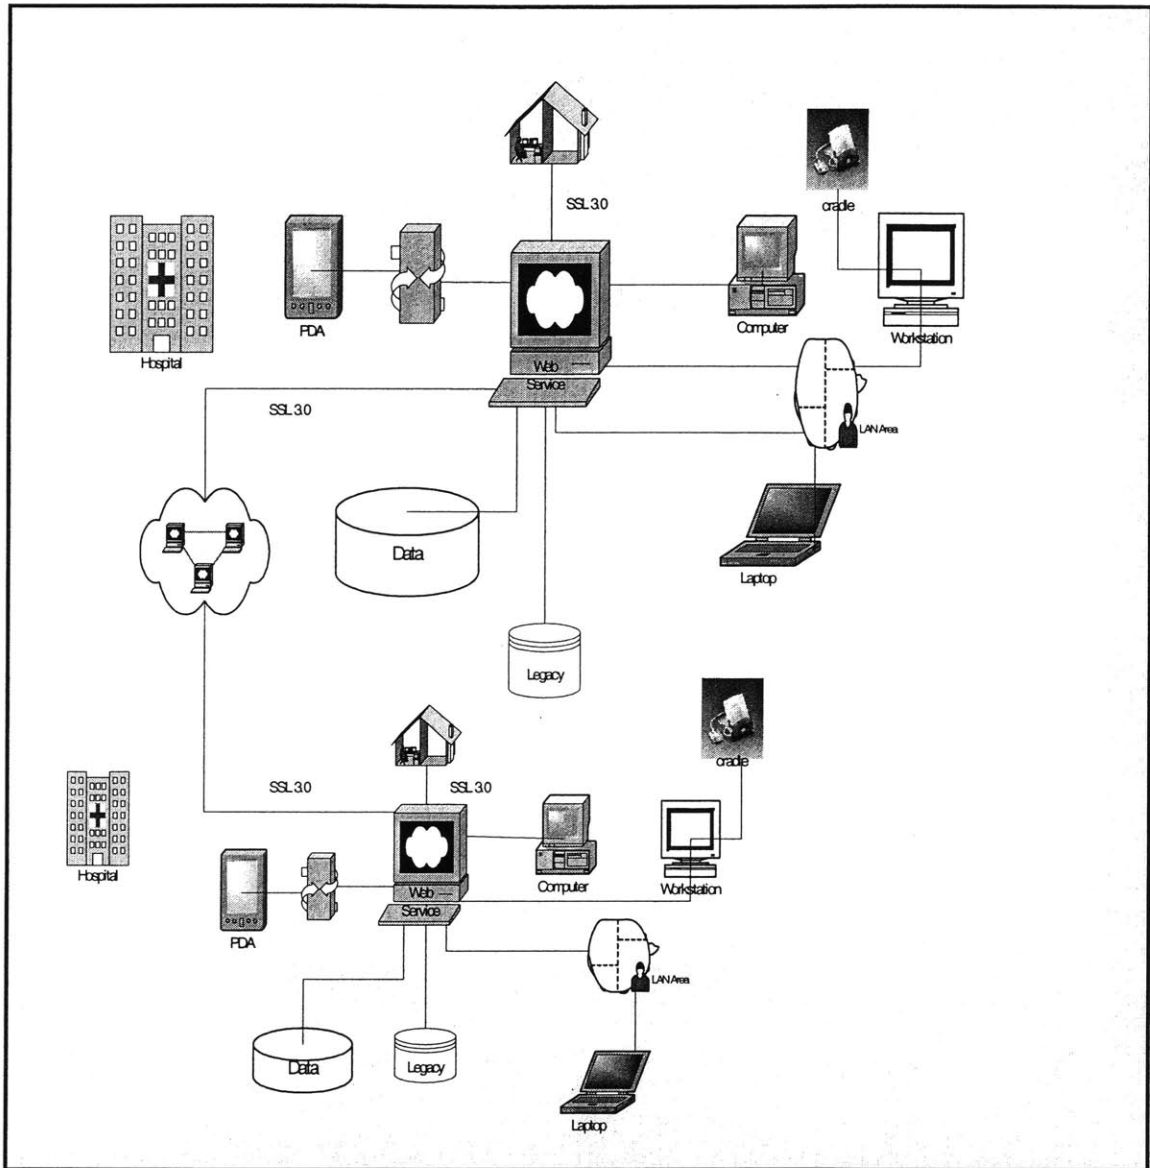 SSL 3.0
cradle
Hospital
PDA
Web
Service
Computer
Workstation
SSL 3.0
LAN Area
Data
Laptop
Legacy
cradle
SSL 3.0
SSL 3.0
Hospital
PDA
Web
Service
Computer
Workstation
LAN Area
Data
Legacy
Laptop